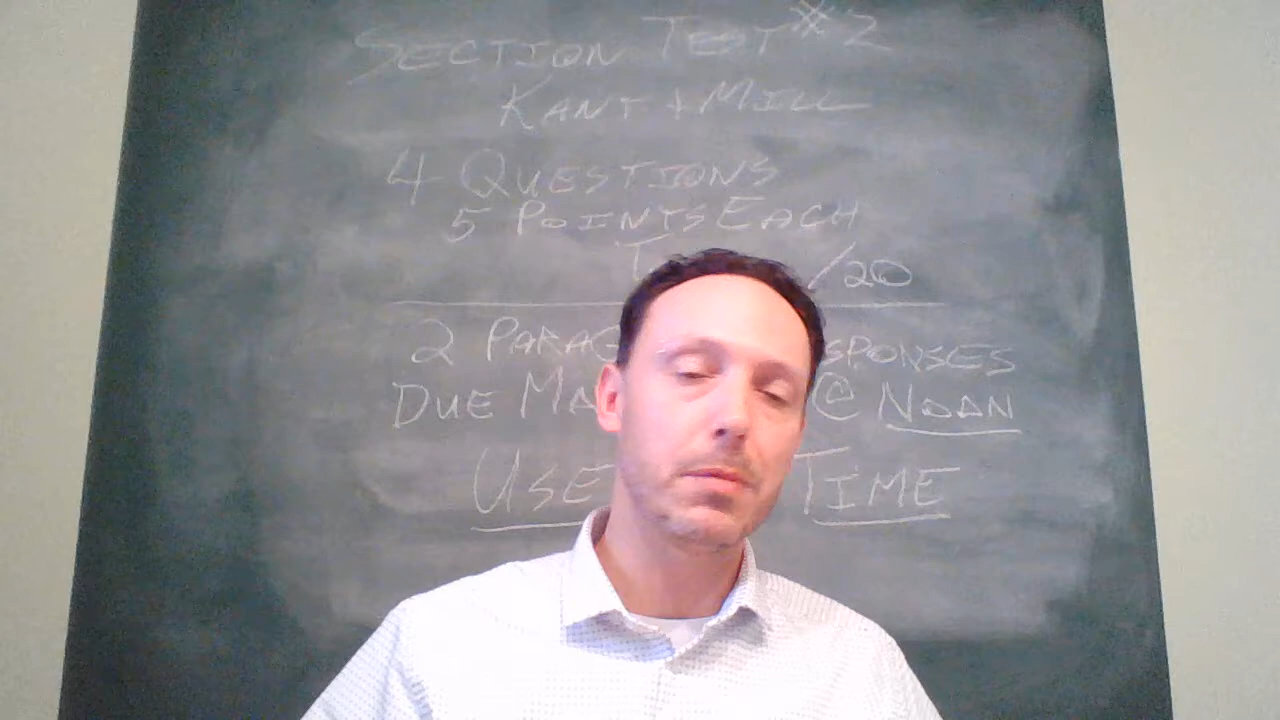 SECTION TEST #2
KANT + MILL
4 QUESTIONS
5 POINTS EACH
T /20
2 PARAG SPONSES
DUE MA @ NOON
USE TIME